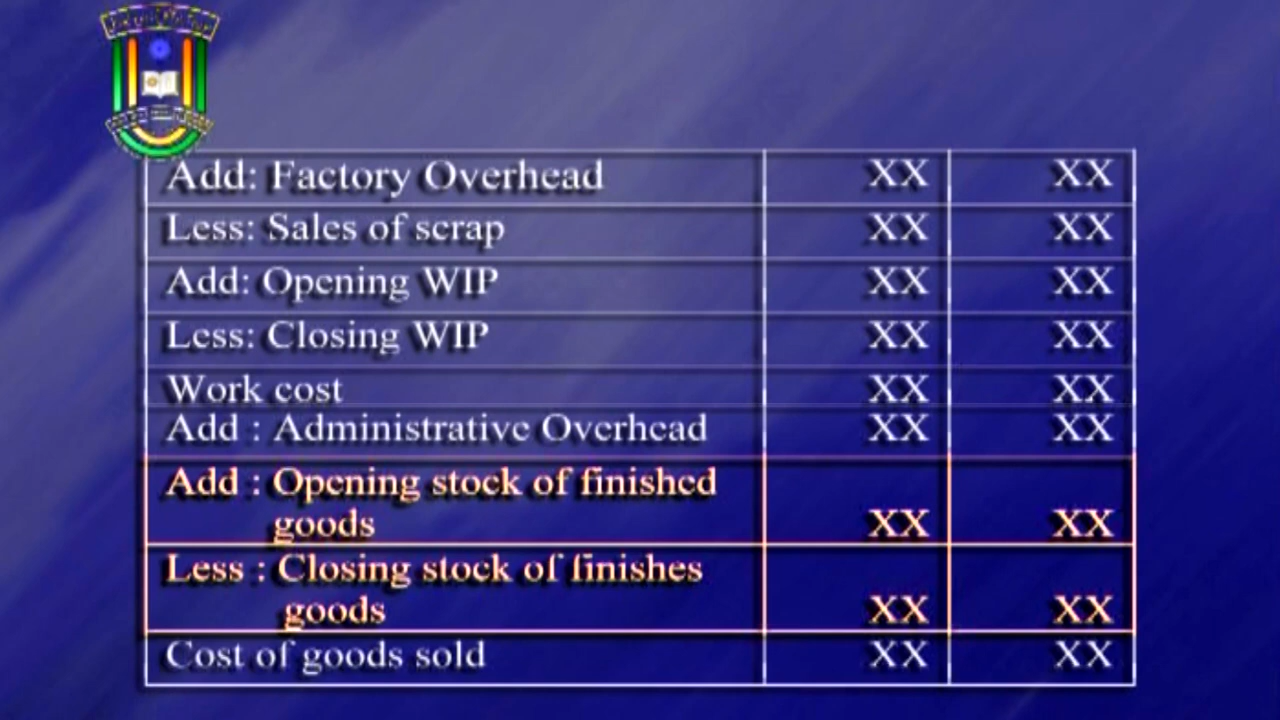 Add: Factory Overhead XX XX
Less: Sales of scrap XX XX
Add: Opening WIP XX XX
Less: Closing WIP XX XX
Work cost XX XX
Add : Administrative Overhead XX XX
Add : Opening stock of finished
goods XX XX
Less : Closing stock of finishes
goods XX XX
Cost of goods sold XX XX